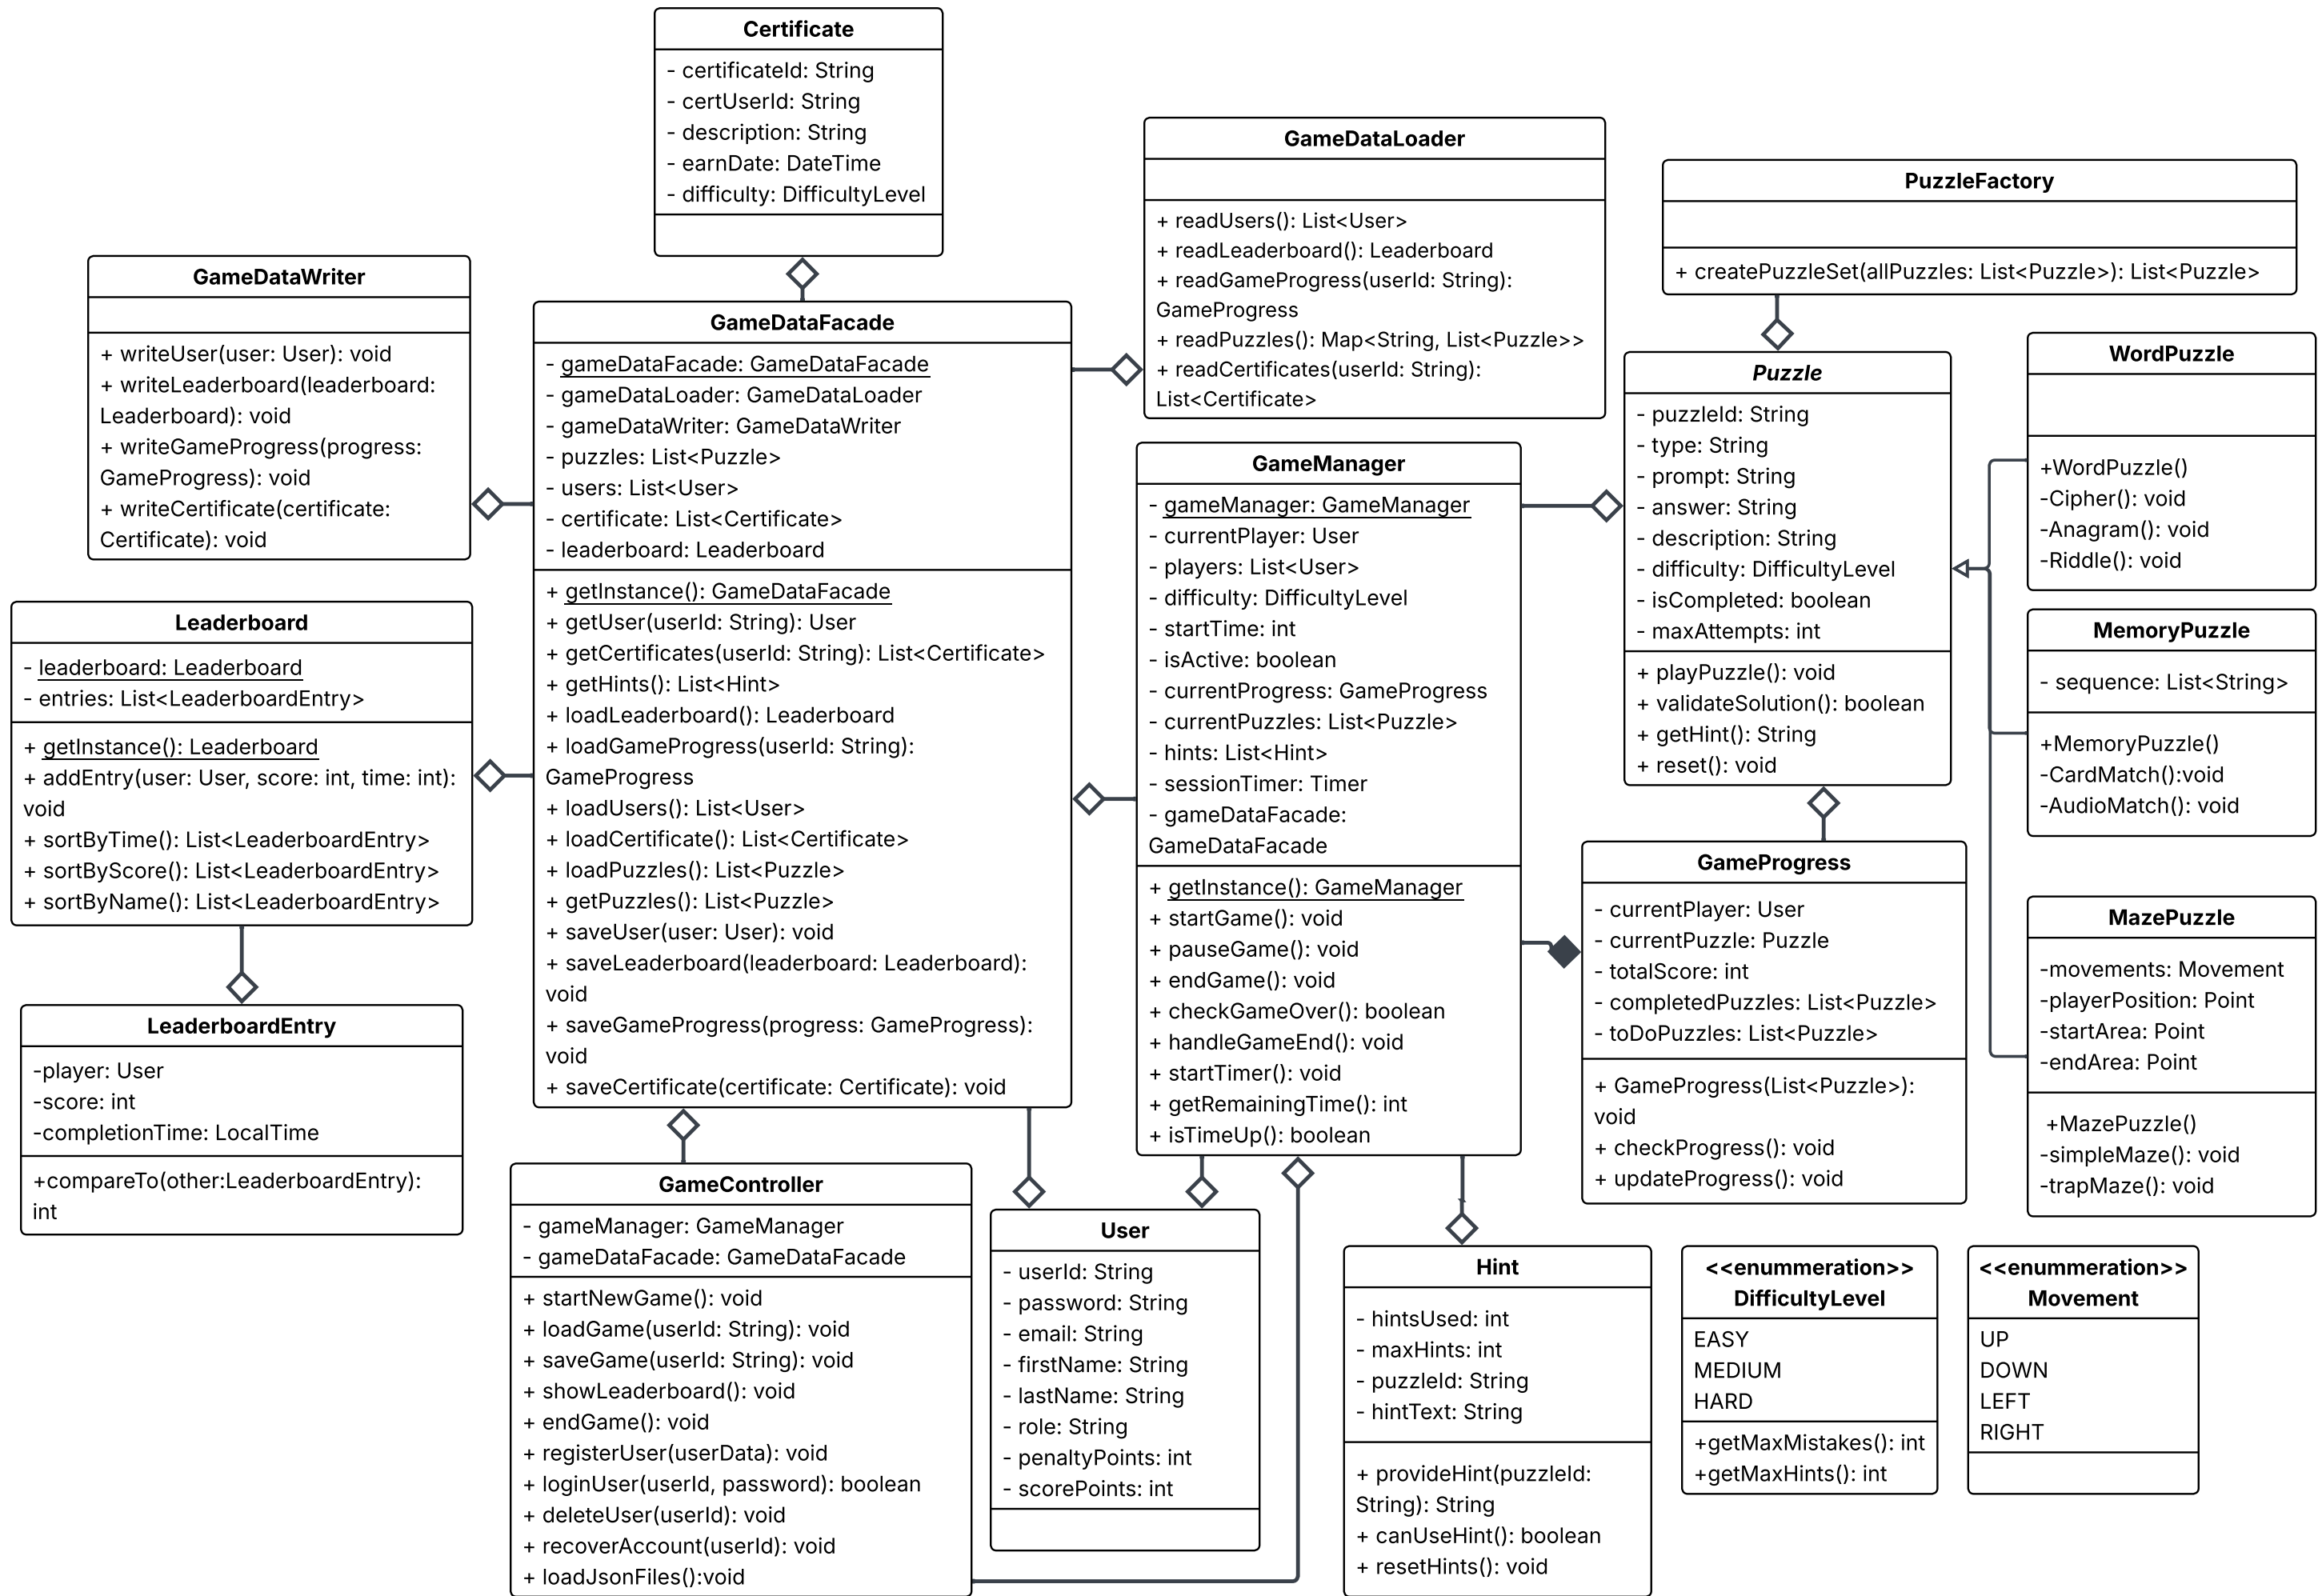 Certificate
- certificateId: String
- certUserId: String
- description: String
- earnDate: DateTime
- difficulty: DifficultyLevel
GameDataLoader
+ readUsers(): List<User>
+ readLeaderboard(): Leaderboard
+ readGameProgress(userId: String):
GameProgress
+ readPuzzles(): Map<String, List<Puzzle>>
+ readCertificates(userId: String):
List<Certificate>
PuzzleFactory
+ createPuzzleSet(allPuzzles: List<Puzzle>): List<Puzzle>
GameDataWriter
+ writeUser(user: User): void
+ writeLeaderboard(leaderboard:
Leaderboard): void
+ writeGameProgress(progress:
GameProgress): void
+ writeCertificate(certificate:
Certificate): void
GameDataFacade
- gameDataFacade: GameDataFacade
- gameDataLoader: GameDataLoader
- gameDataWriter: GameDataWriter
- puzzles: List<Puzzle>
- users: List<User>
- certificate: List<Certificate>
- leaderboard: Leaderboard
+ getInstance(): GameDataFacade
+ getUser(userId: String): User
+ getCertificates(userId: String): List<Certificate>
+ getHints(): List<Hint>
+ loadLeaderboard(): Leaderboard
+ loadGameProgress(userId: String):
GameProgress
+ loadUsers(): List<User>
+ loadCertificate(): List<Certificate>
+ loadPuzzles(): List<Puzzle>
+ getPuzzles(): List<Puzzle>
+ saveUser(user: User): void
+ saveLeaderboard(leaderboard: Leaderboard):
void
+ saveGameProgress(progress: GameProgress):
void
+ saveCertificate(certificate: Certificate): void
GameManager
- gameManager: GameManager
- currentPlayer: User
- players: List<User>
- difficulty: DifficultyLevel
- startTime: int
- isActive: boolean
- currentProgress: GameProgress
- currentPuzzles: List<Puzzle>
- hints: List<Hint>
- sessionTimer: Timer
- gameDataFacade:
GameDataFacade
+ getInstance(): GameManager
+ startGame(): void
+ pauseGame(): void
+ endGame(): void
+ checkGameOver(): boolean
+ handleGameEnd(): void
+ startTimer(): void
+ getRemainingTime(): int
+ isTimeUp(): boolean
Puzzle
- puzzleId: String
- type: String
- prompt: String
- answer: String
- description: String
- difficulty: DifficultyLevel
- isCompleted: boolean
- maxAttempts: int
+ playPuzzle(): void
+ validateSolution(): boolean
+ getHint(): String
+ reset(): void
WordPuzzle
+WordPuzzle()
-Cipher(): void
-Anagram(): void
-Riddle(): void
MemoryPuzzle
- sequence: List<String>
+MemoryPuzzle()
-CardMatch():void
-AudioMatch(): void
MazePuzzle
-movements: Movement
-playerPosition: Point
-startArea: Point
-endArea: Point
+MazePuzzle()
-simpleMaze(): void
-trapMaze(): void
Leaderboard
- leaderboard: Leaderboard
- entries: List<LeaderboardEntry>
+ getInstance(): Leaderboard
+ addEntry(user: User, score: int, time: int):
void
+ sortByTime(): List<LeaderboardEntry>
+ sortByScore(): List<LeaderboardEntry>
+ sortByName(): List<LeaderboardEntry>
LeaderboardEntry
-player: User
-score: int
-completionTime: LocalTime
+compareTo(other:LeaderboardEntry):
int
GameProgress
- currentPlayer: User
- currentPuzzle: Puzzle
- totalScore: int
- completedPuzzles: List<Puzzle>
- toDoPuzzles: List<Puzzle>
+ GameProgress(List<Puzzle>):
void
+ checkProgress(): void
+ updateProgress(): void
GameController
- gameManager: GameManager
- gameDataFacade: GameDataFacade
+ startNewGame(): void
+ loadGame(userId: String): void
+ saveGame(userId: String): void
+ showLeaderboard(): void
+ endGame(): void
+ registerUser(userData): void
+ loginUser(userId, password): boolean
+ deleteUser(userId): void
+ recoverAccount(userId): void
+ loadJsonFiles():void
User
- userId: String
- password: String
- email: String
- firstName: String
- lastName: String
- role: String
- penaltyPoints: int
- scorePoints: int
Hint
- hintsUsed: int
- maxHints: int
- puzzleId: String
- hintText: String
+ provideHint(puzzleId:
String): String
+ canUseHint(): boolean
+ resetHints(): void
<<enummeration>>
DifficultyLevel
EASY
MEDIUM
HARD
+getMaxMistakes(): int
+getMaxHints(): int
<<enummeration>>
Movement
UP
DOWN
LEFT
RIGHT